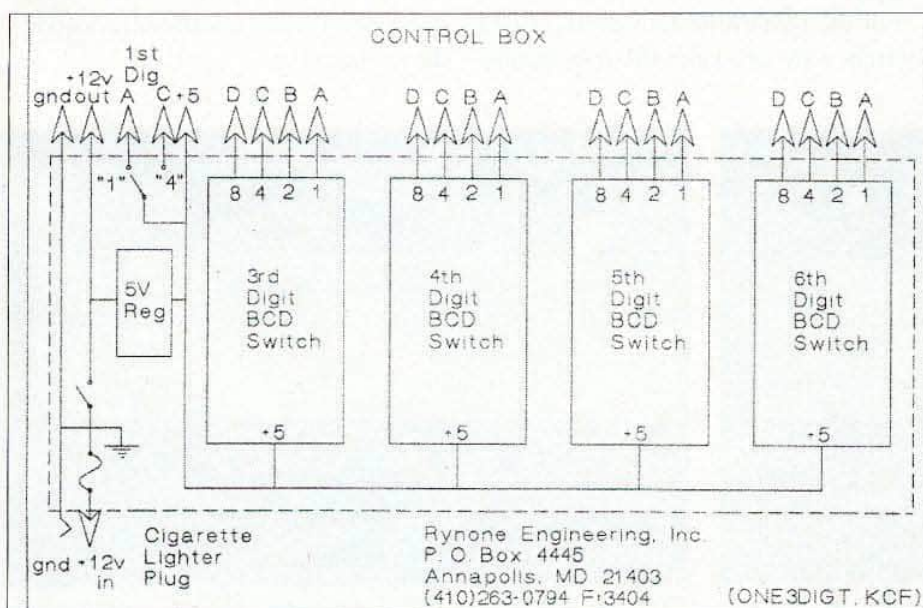 CONTROL BOX
1st
Dig
+12v
gnd out A C +5 D C B A D C B A D C B A D C B A
"1" "4" 8 4 2 1 8 4 2 1 8 4 2 1 8 4 2 1
5V
Reg
3rd
Digit
BCD
Switch
4th
Digit
BCD
Switch
5th
Digit
BCD
Switch
6th
Digit
BCD
Switch
+5 +5 +5 +5
gnd +12v
in
Cigarette
Lighter
Plug
Rynone Engineering, Inc.
P. O. Box 4445
Annapolis, MD 21403
(410)263-0794 F:3404
(ONE3DIGT.KCF)